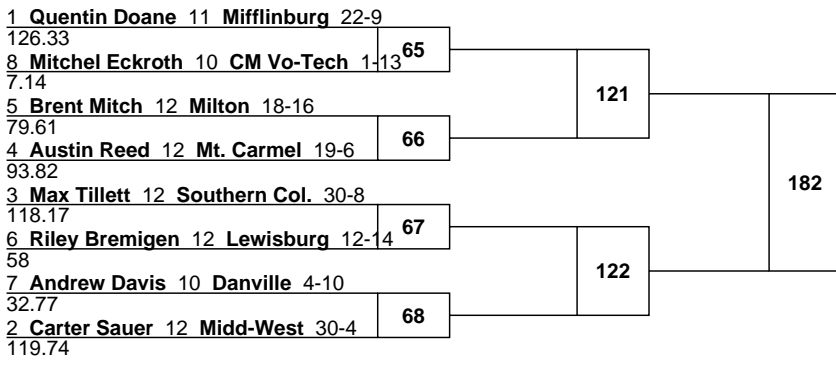 1 Quentin Doane 11 Mifflinburg 22-9
126.33
65
8 Mitchel Eckroth 10 CM Vo-Tech 1-13
7.14
121
5 Brent Mitch 12 Milton 18-16
79.61
66
4 Austin Reed 12 Mt. Carmel 19-6
93.82
182
3 Max Tillett 12 Southern Col. 30-8
118.17
67
6 Riley Bremigen 12 Lewisburg 12-14
58
122
7 Andrew Davis 10 Danville 4-10
32.77
68
2 Carter Sauer 12 Midd-West 30-4
119.74